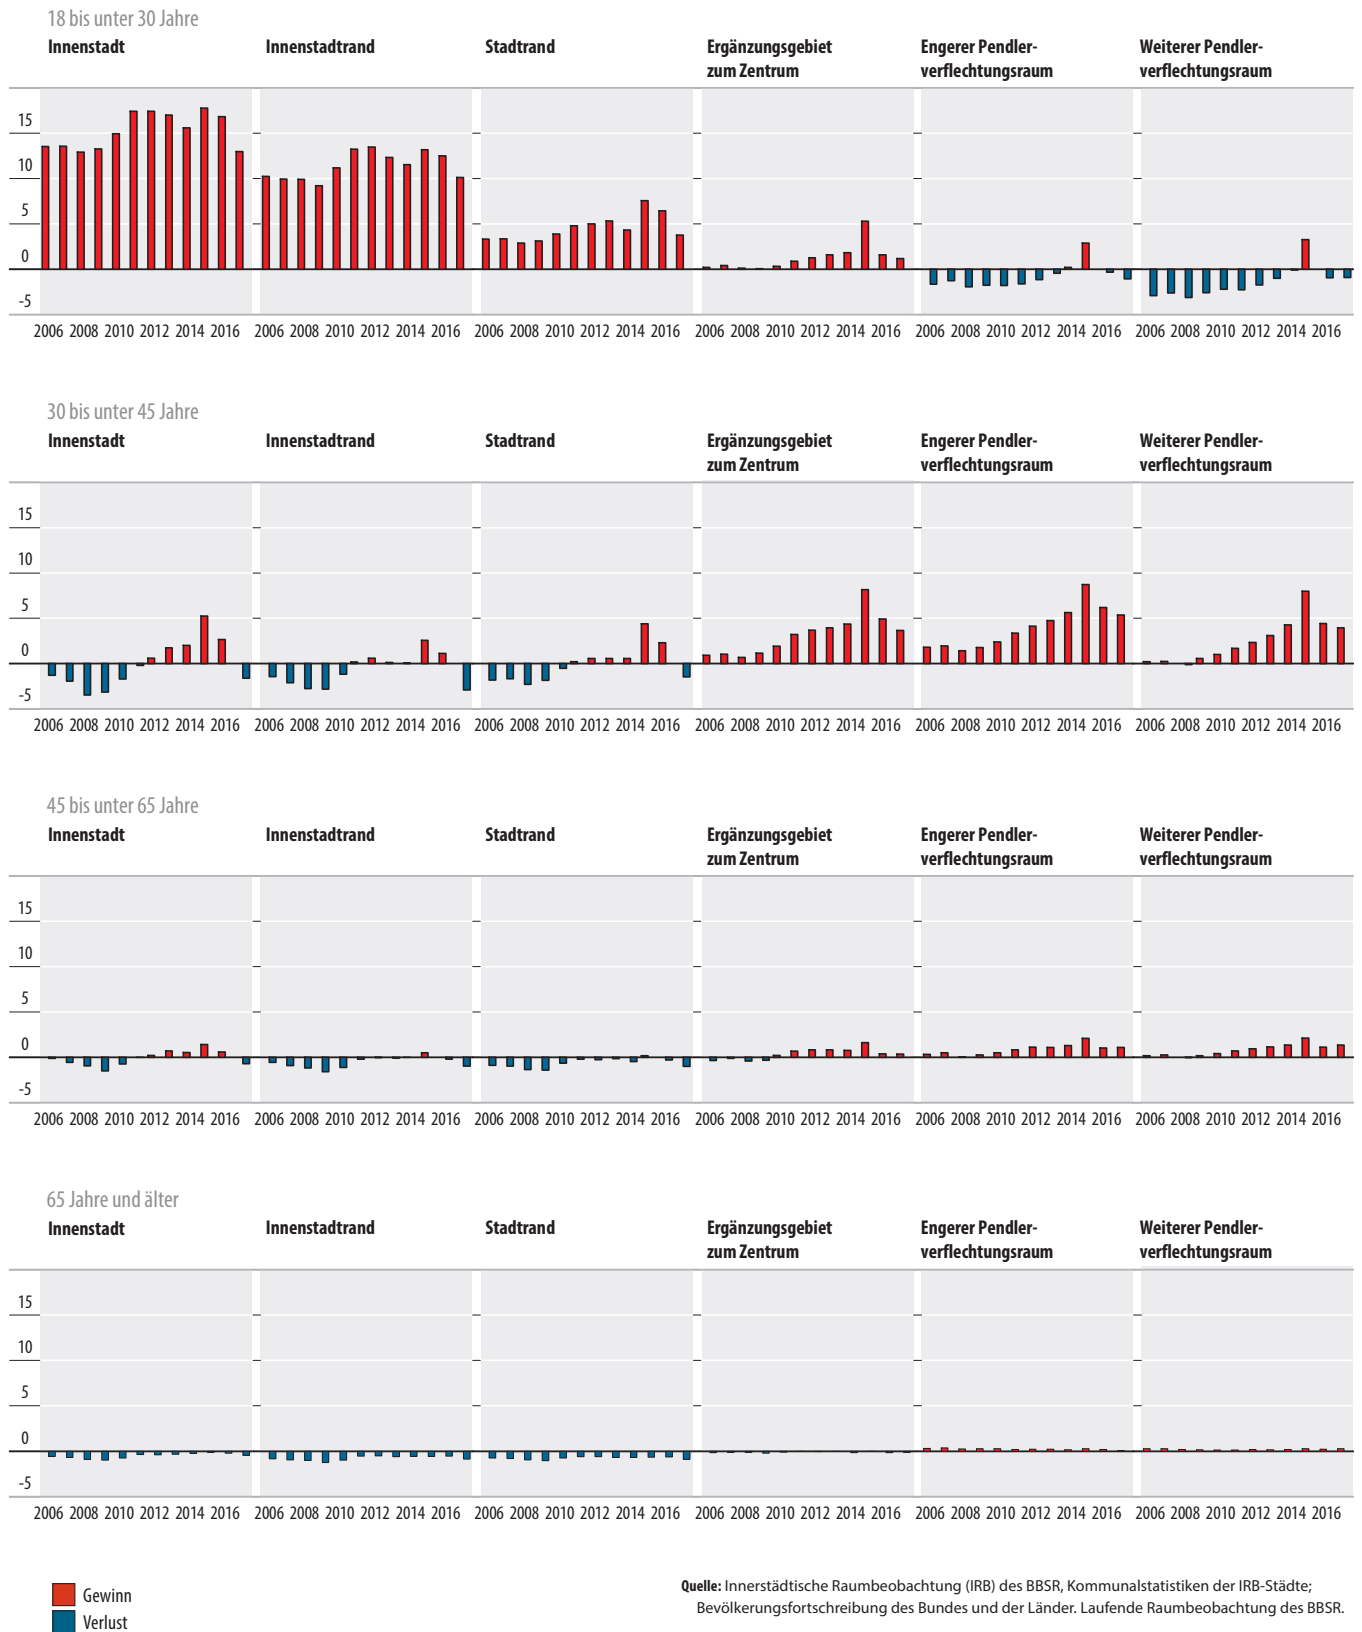 18 bis unter 30 Jahre
Innenstadt Innenstadtrand Stadtrand Ergänzungsgebiet Engerer Pendler- Weiterer Pendler-
zum Zentrum verflechtungsraum verflechtungsraum
15
10
5
0
-5
2006 2008 2010 2012 2014 2016 2006 2008 2010 2012 2014 2016 2006 2008 2010 2012 2014 2016 2006 2008 2010 2012 2014 2016 2006 2008 2010 2012 2014 2016 2006 2008 2010 2012 2014 2016
30 bis unter 45 Jahre
Innenstadt Innenstadtrand Stadtrand Ergänzungsgebiet Engerer Pendler- Weiterer Pendler-
zum Zentrum verflechtungsraum verflechtungsraum
15
10
5
0
-5
2006 2008 2010 2012 2014 2016 2006 2008 2010 2012 2014 2016 2006 2008 2010 2012 2014 2016 2006 2008 2010 2012 2014 2016 2006 2008 2010 2012 2014 2016 2006 2008 2010 2012 2014 2016
45 bis unter 65 Jahre
Innenstadt Innenstadtrand Stadtrand Ergänzungsgebiet Engerer Pendler- Weiterer Pendler-
zum Zentrum verflechtungsraum verflechtungsraum
15
10
5
0
-5
2006 2008 2010 2012 2014 2016 2006 2008 2010 2012 2014 2016 2006 2008 2010 2012 2014 2016 2006 2008 2010 2012 2014 2016 2006 2008 2010 2012 2014 2016 2006 2008 2010 2012 2014 2016
65 Jahre und älter
Innenstadt Innenstadtrand Stadtrand Ergänzungsgebiet Engerer Pendler- Weiterer Pendler-
zum Zentrum verflechtungsraum verflechtungsraum
15
10
5
0
-5
2006 2008 2010 2012 2014 2016 2006 2008 2010 2012 2014 2016 2006 2008 2010 2012 2014 2016 2006 2008 2010 2012 2014 2016 2006 2008 2010 2012 2014 2016 2006 2008 2010 2012 2014 2016
Gewinn
Verlust
Quelle: Innerstädtische Raumbeobachtung (IRB) des BBSR, Kommunalstatistiken der IRB-Städte;
Bevölkerungsfortschreibung des Bundes und der Länder. Laufende Raumbeobachtung des BBSR.